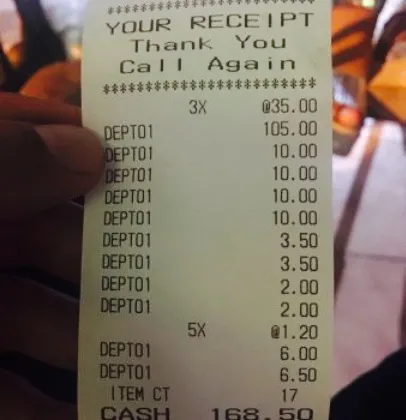 ************************
YOUR RECEIPT
Thank You
Call Again
************************
3X @35.00
DEPT01 105.00
DEPT01 10.00
DEPT01 10.00
DEPT01 10.00
DEPT01 10.00
DEPT01 3.50
DEPT01 3.50
DEPT01 2.00
DEPT01 2.00
5X @1.20
DEPT01 6.00
DEPT01 6.50
ITEM CT 17
CASH 168.50